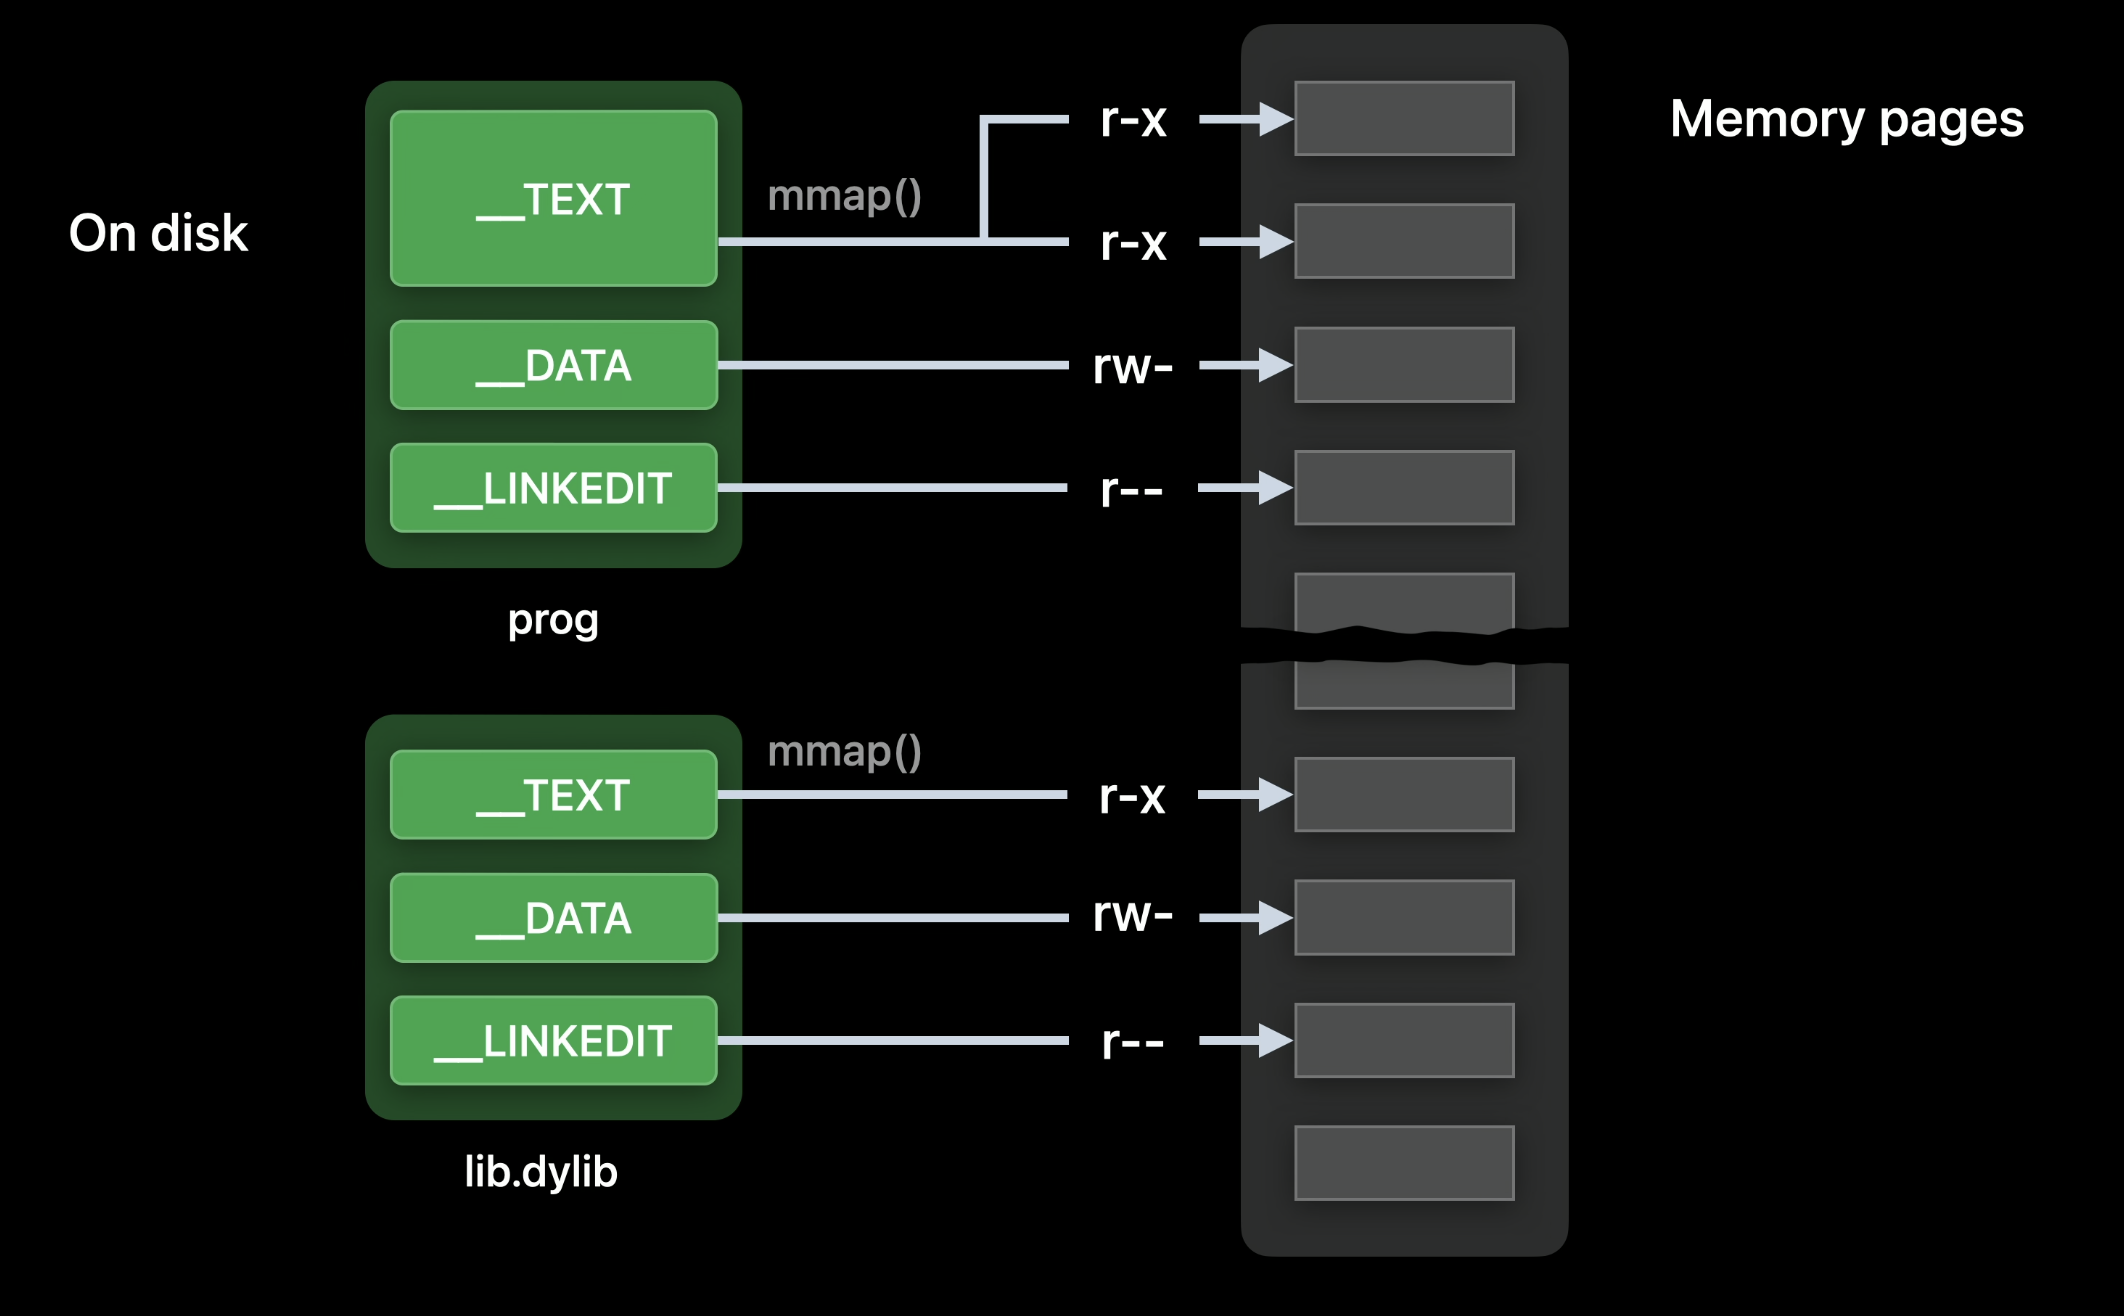 On disk
Memory pages
__TEXT
mmap()
r-x
r-x
__DATA
rw-
__LINKEDIT
r--
prog
__TEXT
mmap()
r-x
__DATA
rw-
__LINKEDIT
r--
lib.dylib